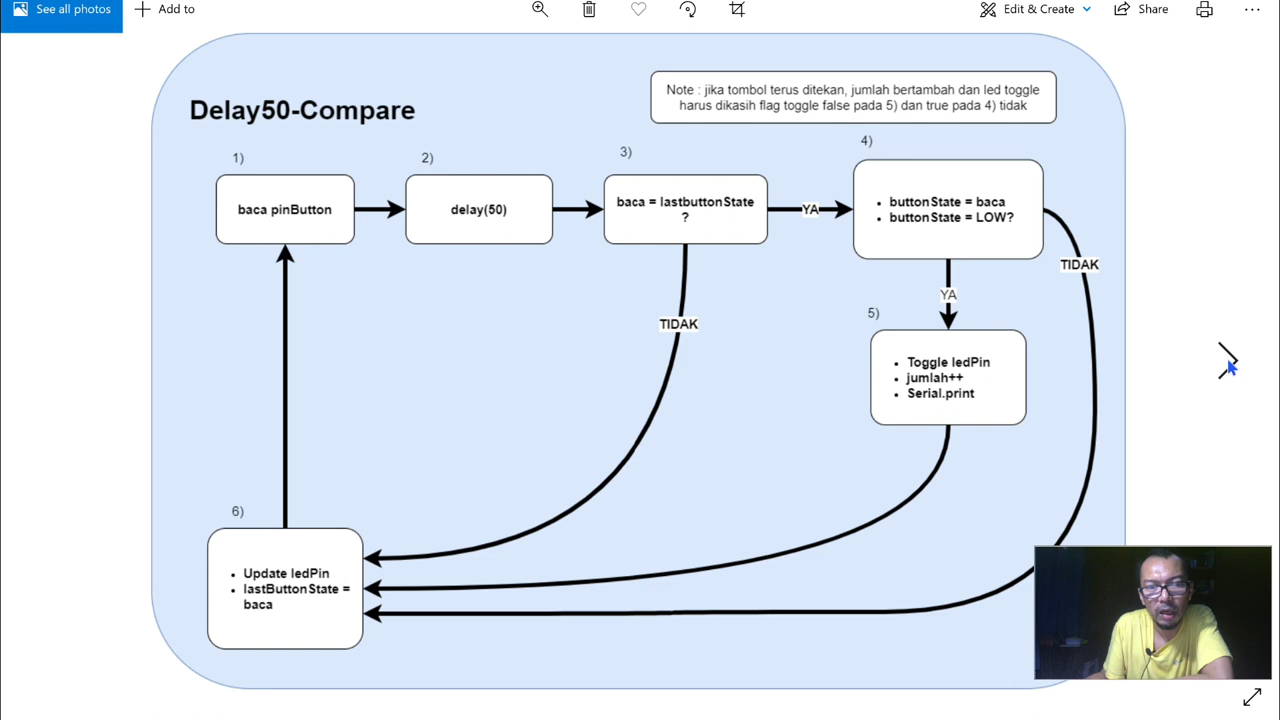 See all photos
Add to
Edit & Create
Share
Delay50-Compare
Note : jika tombol terus ditekan, jumlah bertambah dan led toggle
harus dikasih flag toggle false pada 5) dan true pada 4) tidak
1)
baca pinButton
2)
delay(50)
3)
baca = lastbuttonState
?
YA
4)
• buttonState = baca
• buttonState = LOW?
TIDAK
YA
TIDAK
5)
• Toggle ledPin
• jumlah++
• Serial.print
6)
• Update ledPin
• lastButtonState =
baca